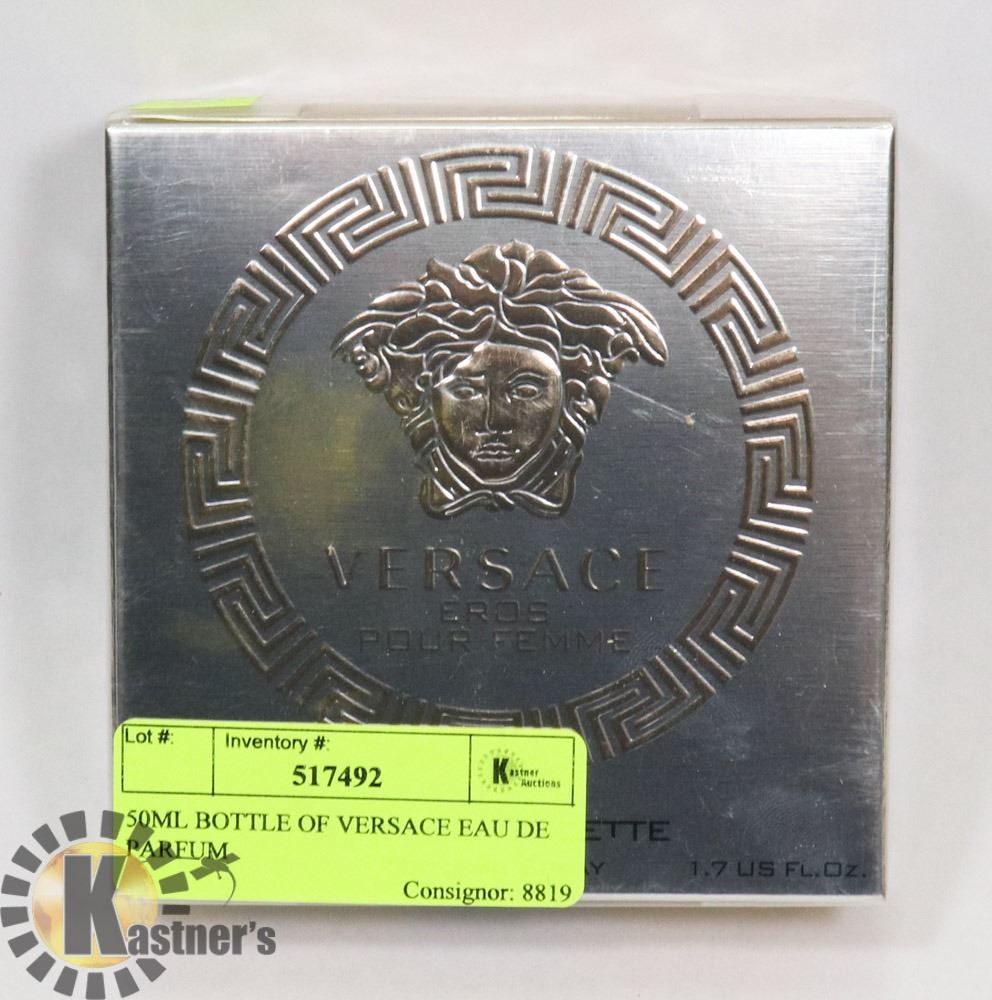 VERSACE
EROS
POUR FEMME
ETTE
AY 1.7 US FL.Oz.
Lot #: Inventory #:
517492
Kastner
Auctions
50ML BOTTLE OF VERSACE EAU DE
PARFUM
Consignor: 8819
Kastner's